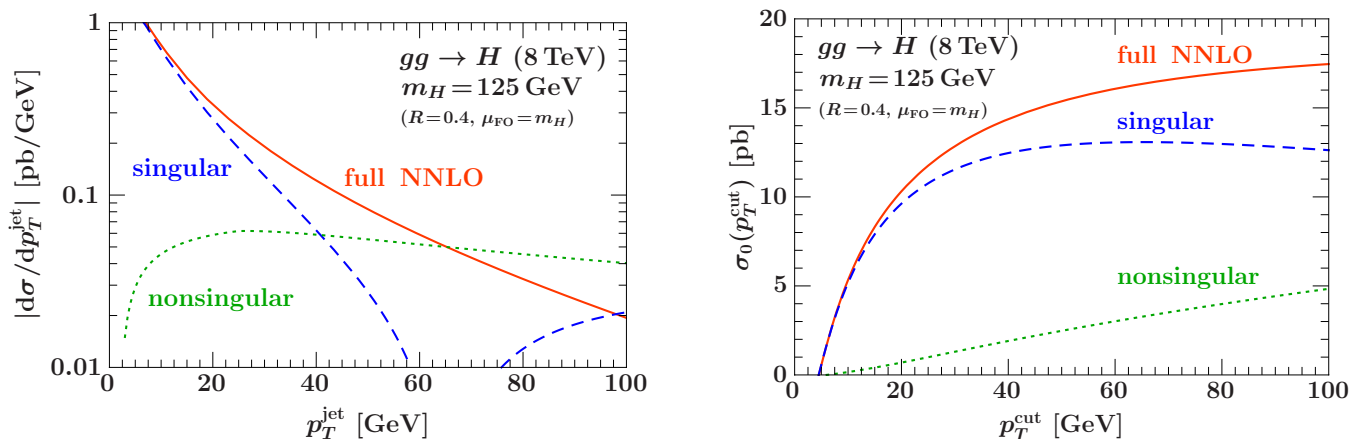 1
0.1
0.01
|dσ/dp_T^jet| [pb/GeV]
gg → H (8 TeV)
m_H = 125 GeV
(R = 0.4, μ_FO = m_H)
singular
full NNLO
nonsingular
0 20 40 60 80 100
p_T^jet [GeV]
20
15
10
5
0
σ_0(p_T^cut) [pb]
gg → H (8 TeV)
m_H = 125 GeV
(R = 0.4, μ_FO = m_H)
full NNLO
singular
nonsingular
0 20 40 60 80 100
p_T^cut [GeV]